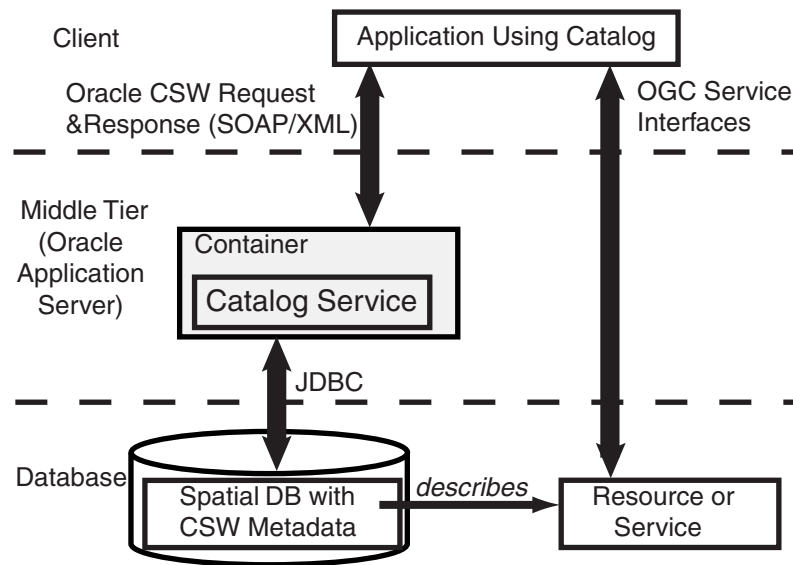 Client
Application Using Catalog
Oracle CSW Request
&Response (SOAP/XML)
OGC Service
Interfaces
Middle Tier
(Oracle
Application
Server)
Container
Catalog Service
JDBC
Database
Spatial DB with
CSW Metadata
describes
Resource or
Service